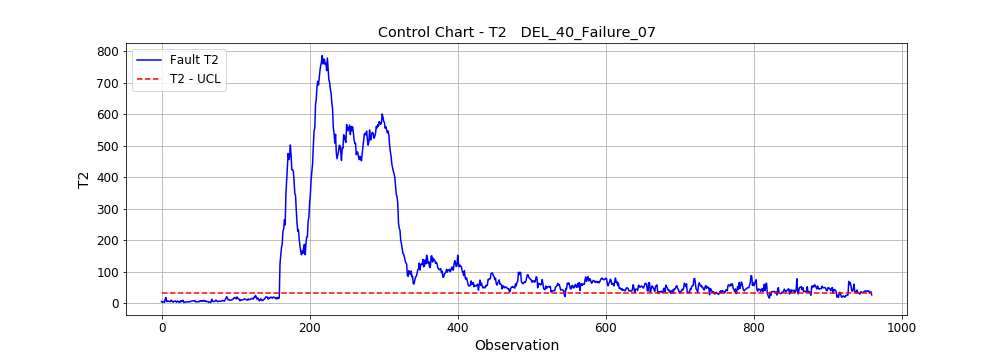 Control Chart - T2   DEL_40_Failure_07
Fault T2
T2 - UCL
800
700
600
500
400
300
200
100
0
T2
0 200 400 600 800 1000
Observation